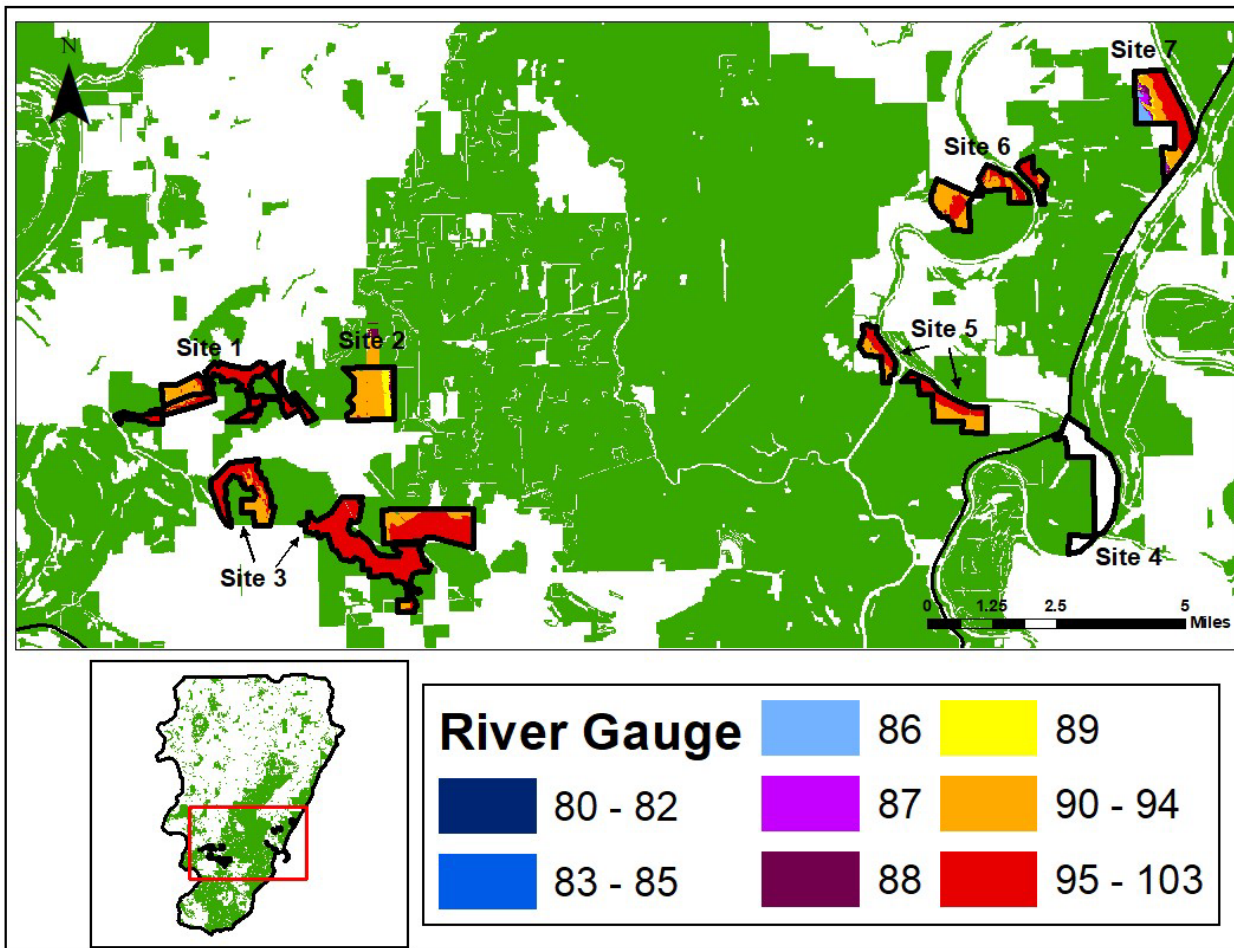 N
Site 7
Site 6
Site 1
Site 2
Site 5
Site 3
Site 4
0 1.25 2.5 5
Miles
River Gauge
80 - 82
83 - 85
86
87
88
89
90 - 94
95 - 103